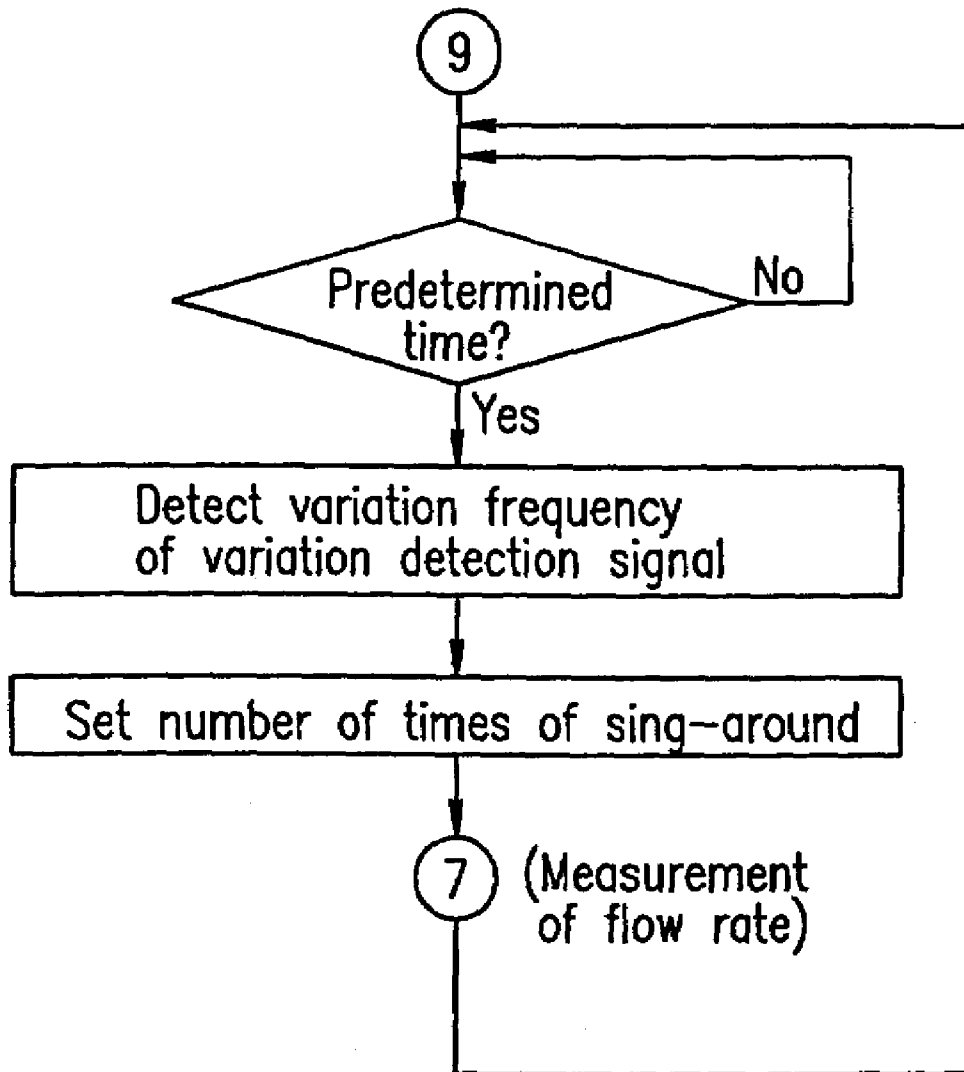 9
Predetermined
time?
No
Yes
Detect variation frequency
of variation detection signal
Set number of times of sing-around
7
(Measurement
of flow rate)